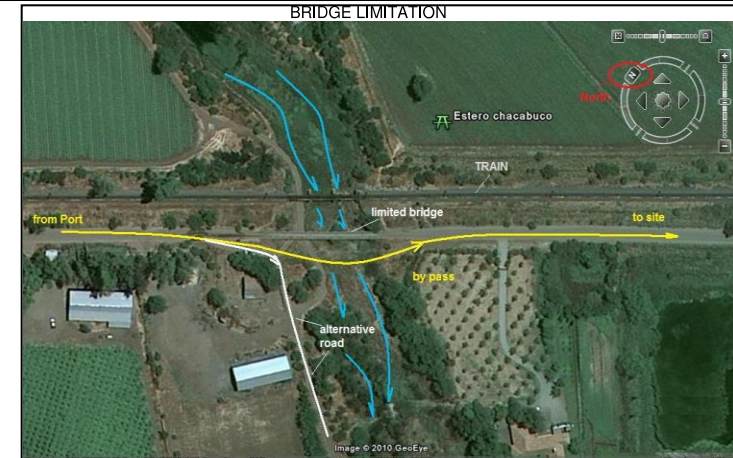 BRIDGE LIMITATION
N
North
Estero chacabuco
TRAIN
from Port
limited bridge
to site
by pass
alternative
road
Image © 2010 GeoEye